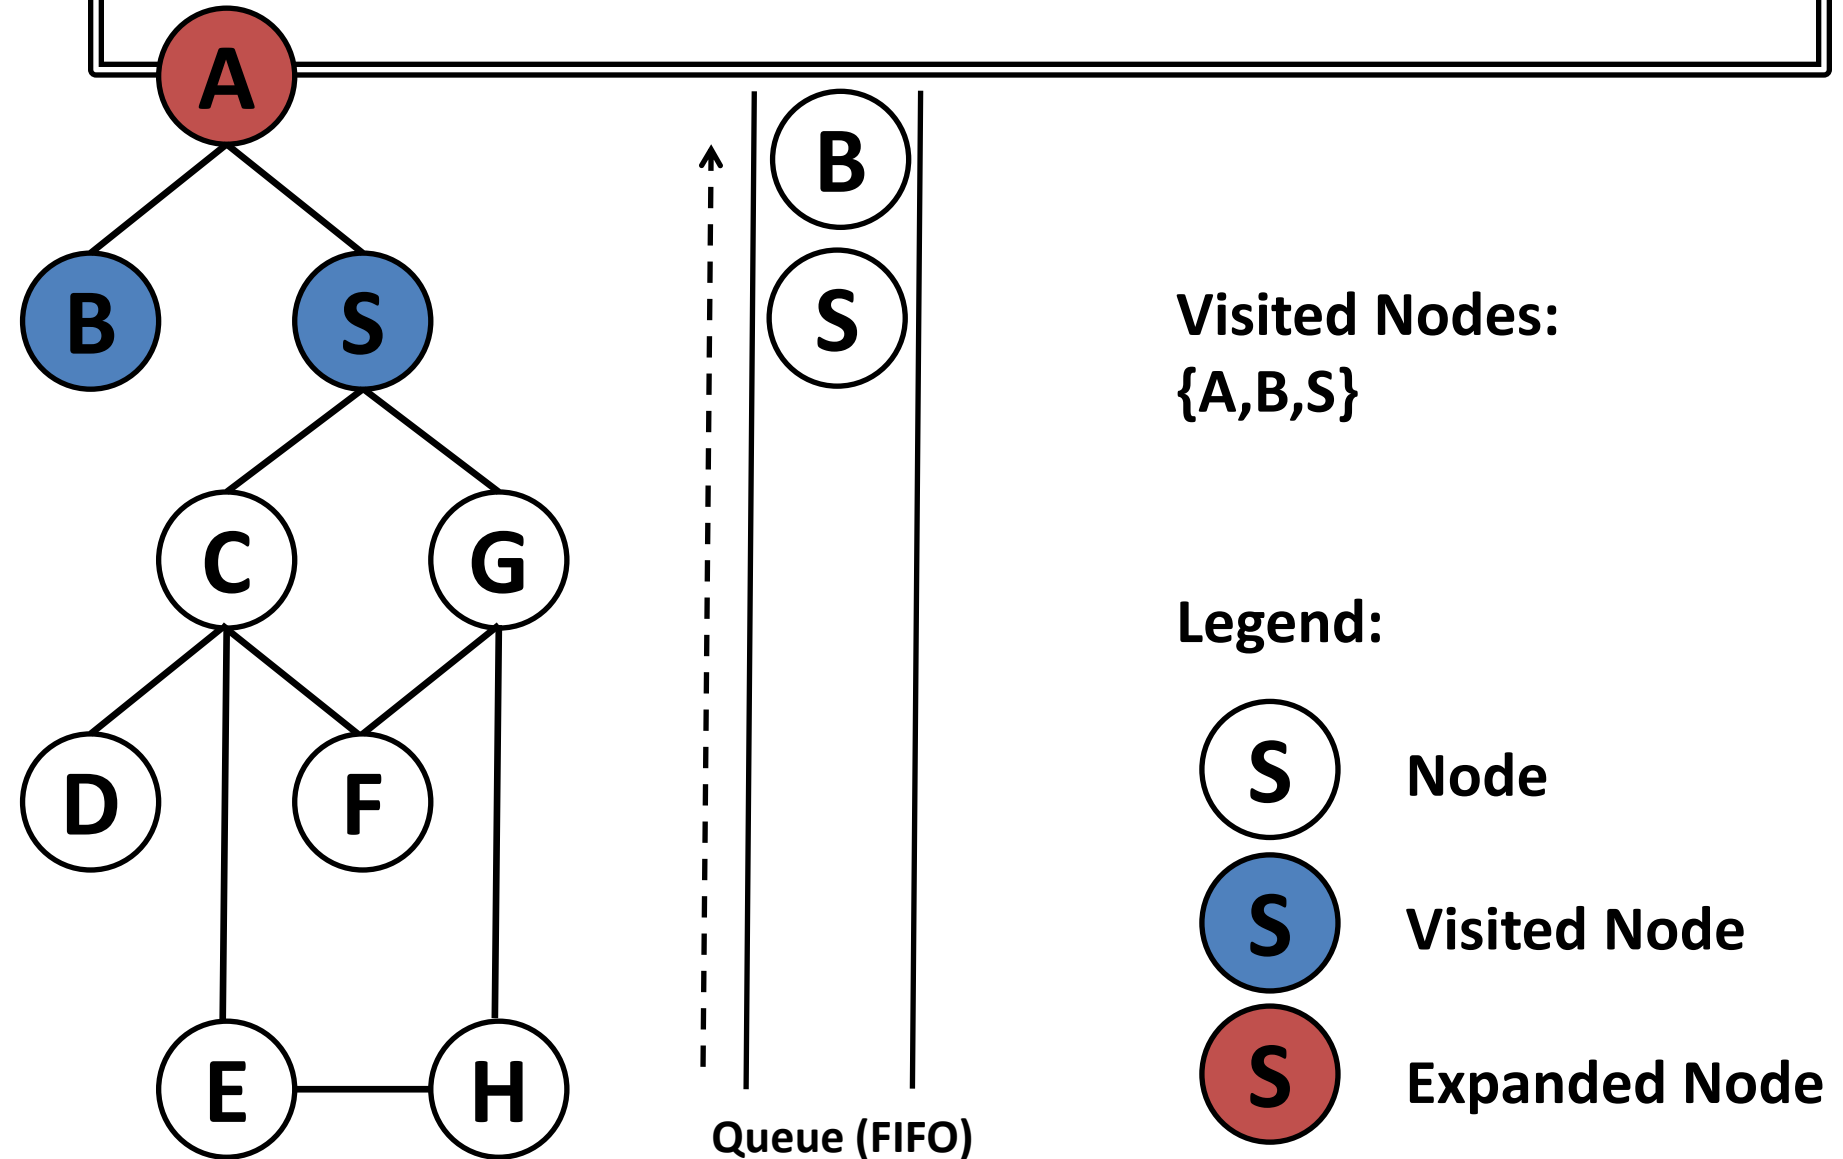 A
B
S
C
G
D
F
E
H
B
S
Queue (FIFO)
Visited Nodes:
{A,B,S}
Legend:
S Node
S Visited Node
S Expanded Node